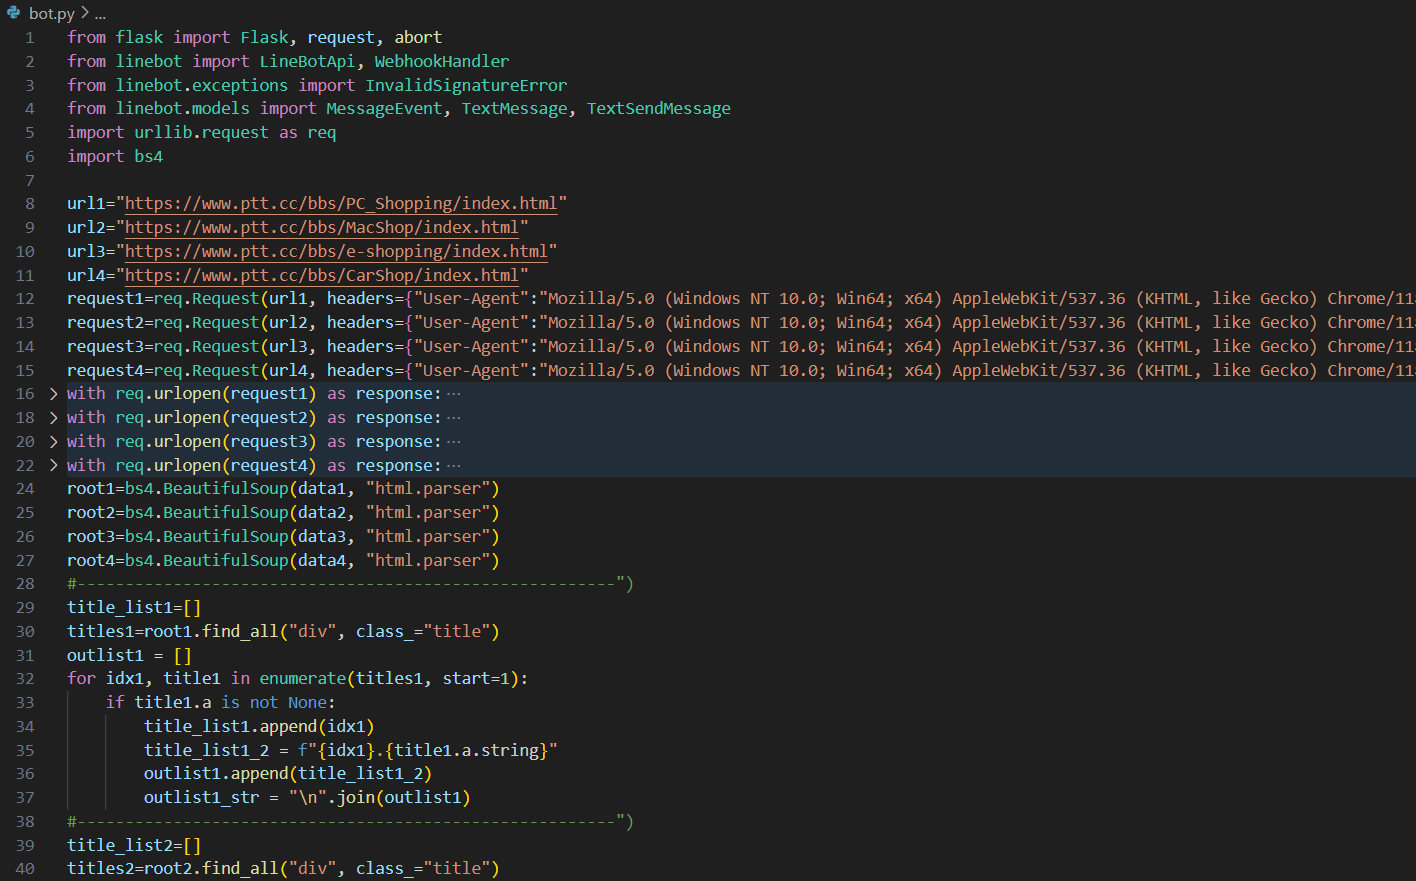 bot.py > ...
1 from flask import Flask, request, abort
2 from linebot import LineBotApi, WebhookHandler
3 from linebot.exceptions import InvalidSignatureError
4 from linebot.models import MessageEvent, TextMessage, TextSendMessage
5 import urllib.request as req
6 import bs4
7
8 url1="https://www.ptt.cc/bbs/PC_Shopping/index.html"
9 url2="https://www.ptt.cc/bbs/MacShop/index.html"
10 url3="https://www.ptt.cc/bbs/e-shopping/index.html"
11 url4="https://www.ptt.cc/bbs/CarShop/index.html"
12 request1=req.Request(url1, headers={"User-Agent":"Mozilla/5.0 (Windows NT 10.0; Win64; x64) AppleWebKit/537.36 (KHTML, like Gecko) Chrome/11
13 request2=req.Request(url2, headers={"User-Agent":"Mozilla/5.0 (Windows NT 10.0; Win64; x64) AppleWebKit/537.36 (KHTML, like Gecko) Chrome/11
14 request3=req.Request(url3, headers={"User-Agent":"Mozilla/5.0 (Windows NT 10.0; Win64; x64) AppleWebKit/537.36 (KHTML, like Gecko) Chrome/11
15 request4=req.Request(url4, headers={"User-Agent":"Mozilla/5.0 (Windows NT 10.0; Win64; x64) AppleWebKit/537.36 (KHTML, like Gecko) Chrome/11
16 > with req.urlopen(request1) as response: ...
18 > with req.urlopen(request2) as response: ...
20 > with req.urlopen(request3) as response: ...
22 > with req.urlopen(request4) as response: ...
24 root1=bs4.BeautifulSoup(data1, "html.parser")
25 root2=bs4.BeautifulSoup(data2, "html.parser")
26 root3=bs4.BeautifulSoup(data3, "html.parser")
27 root4=bs4.BeautifulSoup(data4, "html.parser")
28 #--------------------------------------------------------")
29 title_list1=[]
30 titles1=root1.find_all("div", class_="title")
31 outlist1 = []
32 for idx1, title1 in enumerate(titles1, start=1):
33     if title1.a is not None:
34         title_list1.append(idx1)
35         title_list1_2 = f"{idx1}.{title1.a.string}"
36         outlist1.append(title_list1_2)
37         outlist1_str = "\n".join(outlist1)
38 #--------------------------------------------------------")
39 title_list2=[]
40 titles2=root2.find_all("div", class_="title")